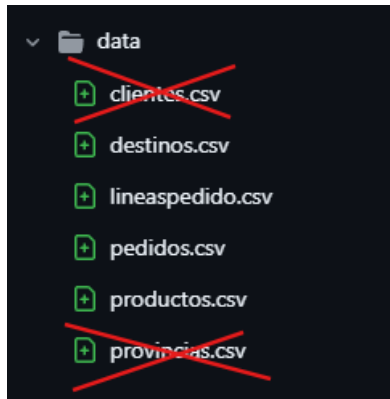 data
clientes.csv
destinos.csv
lineaspedido.csv
pedidos.csv
productos.csv
provincias.csv